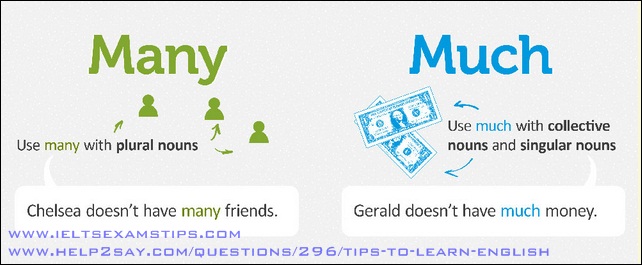 Many
Use many with plural nouns
Chelsea doesn't have many friends.
Much
Use much with collective
nouns and singular nouns
Gerald doesn't have much money.
www.ieltsexamstips.com
www.help2say.com/questions/296/tips-to-learn-english